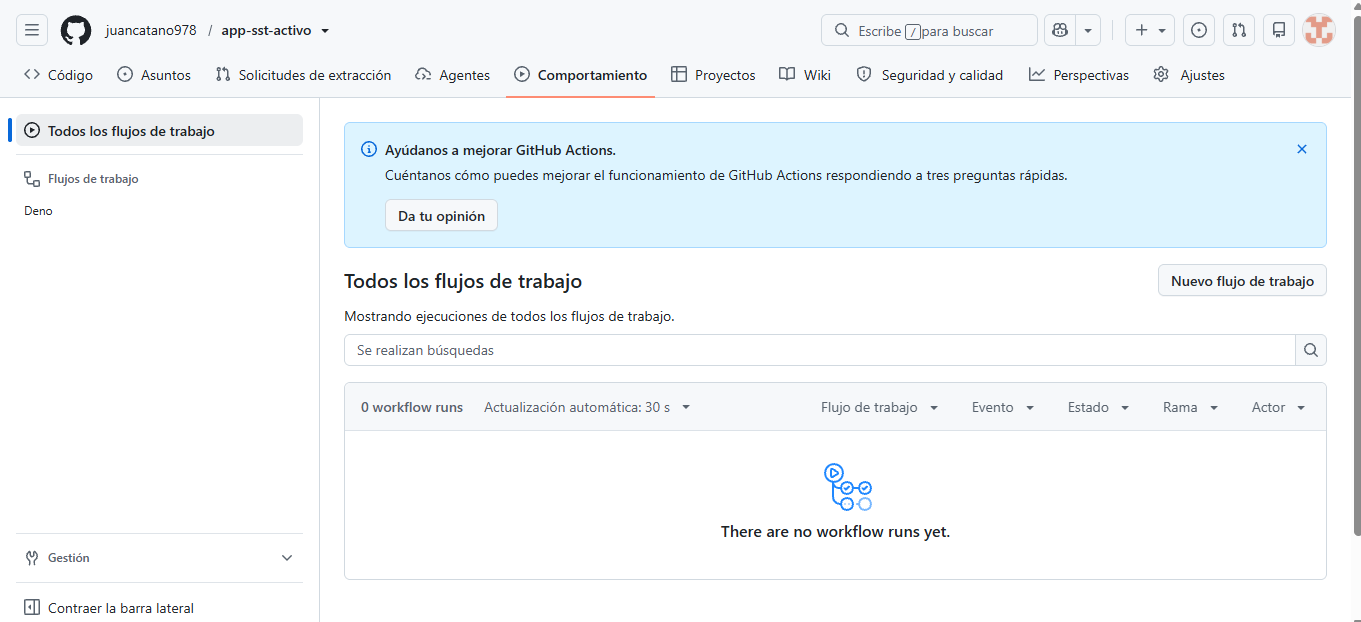 juancatano978 / app-sst-activo
Escribe / para buscar
Código
Asuntos
Solicitudes de extracción
Agentes
Comportamiento
Proyectos
Wiki
Seguridad y calidad
Perspectivas
Ajustes
Todos los flujos de trabajo
Flujos de trabajo
Deno
Gestión
Contraer la barra lateral
Ayúdanos a mejorar GitHub Actions.
Cuéntanos cómo puedes mejorar el funcionamiento de GitHub Actions respondiendo a tres preguntas rápidas.
Da tu opinión
Todos los flujos de trabajo
Nuevo flujo de trabajo
Mostrando ejecuciones de todos los flujos de trabajo.
Se realizan búsquedas
0 workflow runs
Actualización automática: 30 s
Flujo de trabajo
Evento
Estado
Rama
Actor
There are no workflow runs yet.